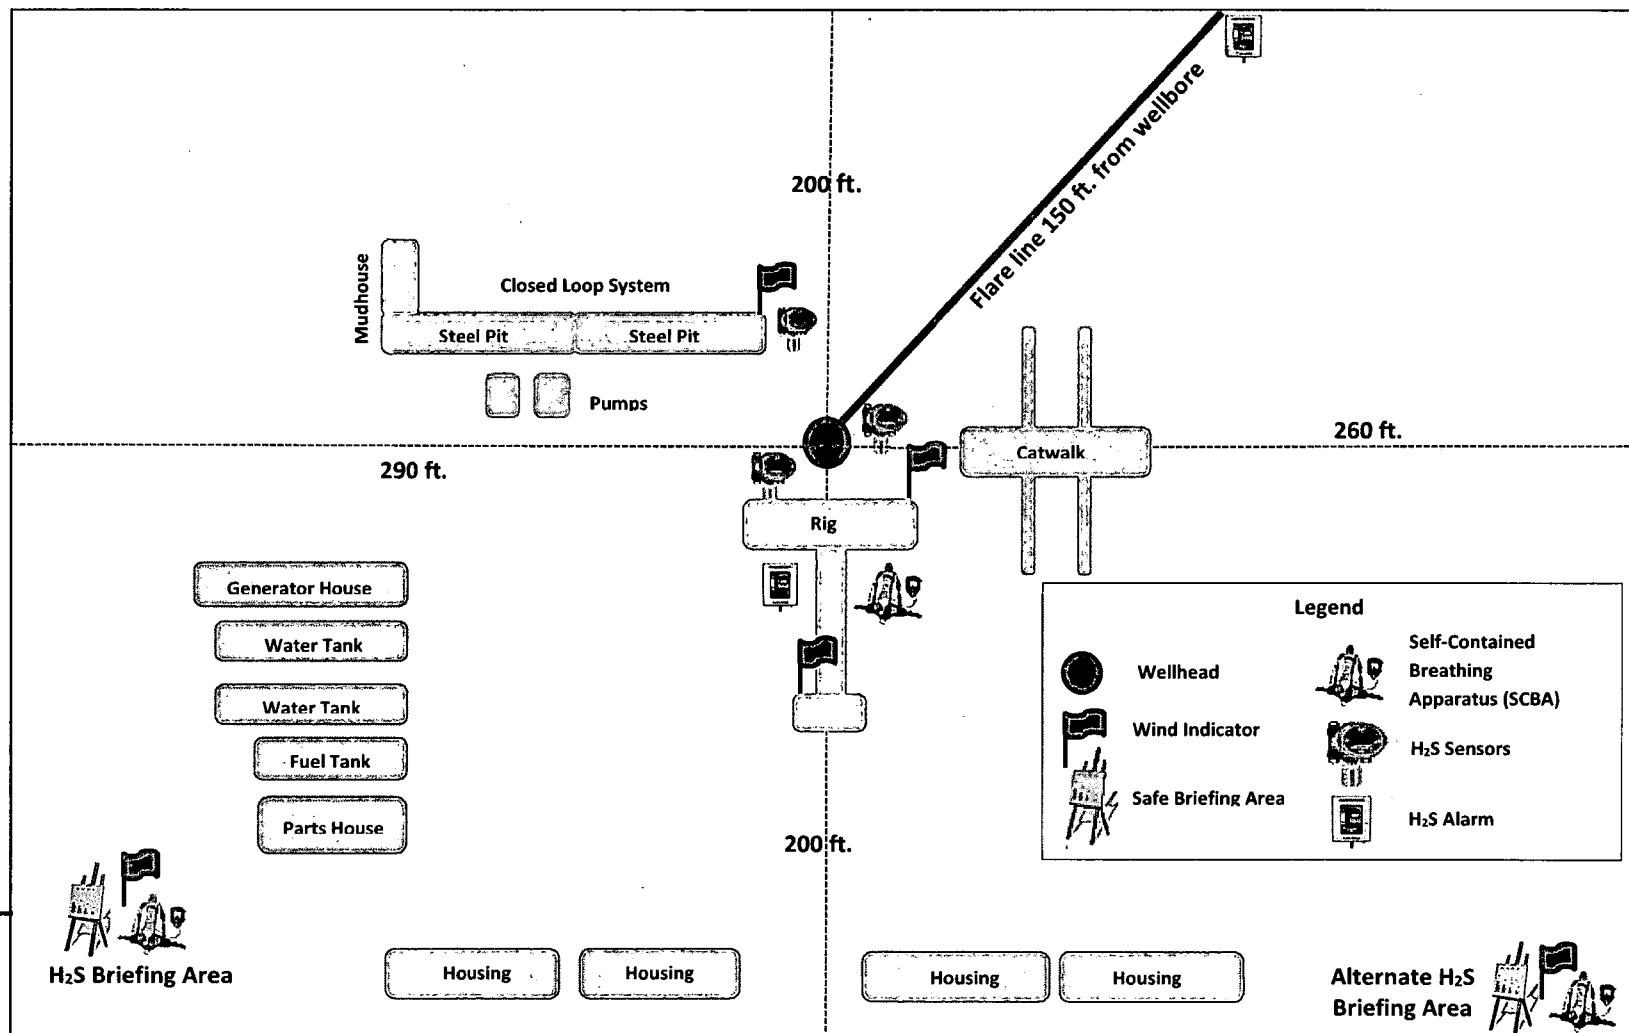 200 ft.
Flare line 150 ft. from wellbore
Mudhouse
Closed Loop System
Steel Pit
Steel Pit
Pumps
260 ft.
290 ft.
Catwalk
Rig
Generator House
Water Tank
Water Tank
Fuel Tank
Parts House
200 ft.
Legend
Wellhead
Wind Indicator
Safe Briefing Area
Self-Contained
Breathing
Apparatus (SCBA)
H₂S Sensors
H₂S Alarm
H₂S Briefing Area
Housing
Housing
Housing
Housing
Alternate H₂S
Briefing Area